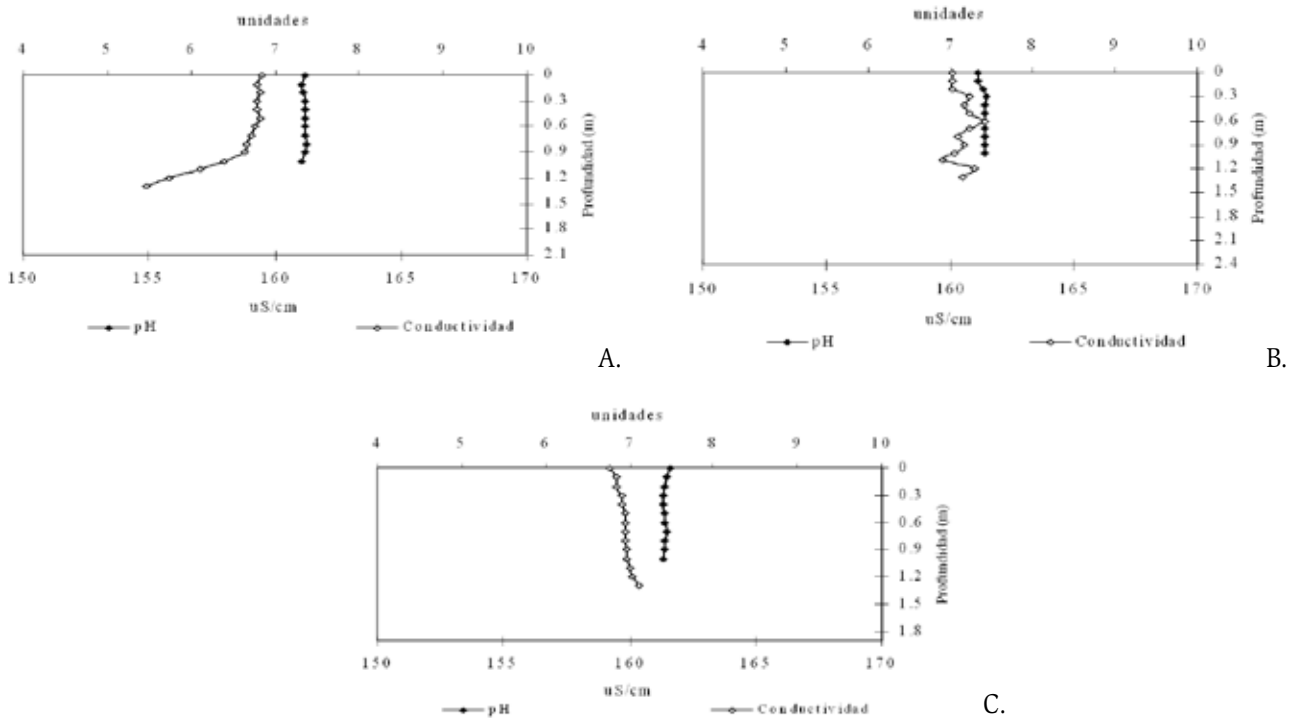 unidades
4 5 6 7 8 9 10
0
0.3
0.6
0.9
1.2
1.5
1.8
2.1
Profundidad (m)
150 155 160 165 170
uS/cm
pH Conductividad
A.
unidades
4 5 6 7 8 9 10
0
0.3
0.6
0.9
1.2
1.5
1.8
2.1
2.4
Profundidad (m)
150 155 160 165 170
uS/cm
pH Conductividad
B.
unidades
4 5 6 7 8 9 10
0
0.3
0.6
0.9
1.2
1.5
1.8
Profundidad (m)
150 155 160 165 170
uS/cm
pH Conductividad
C.